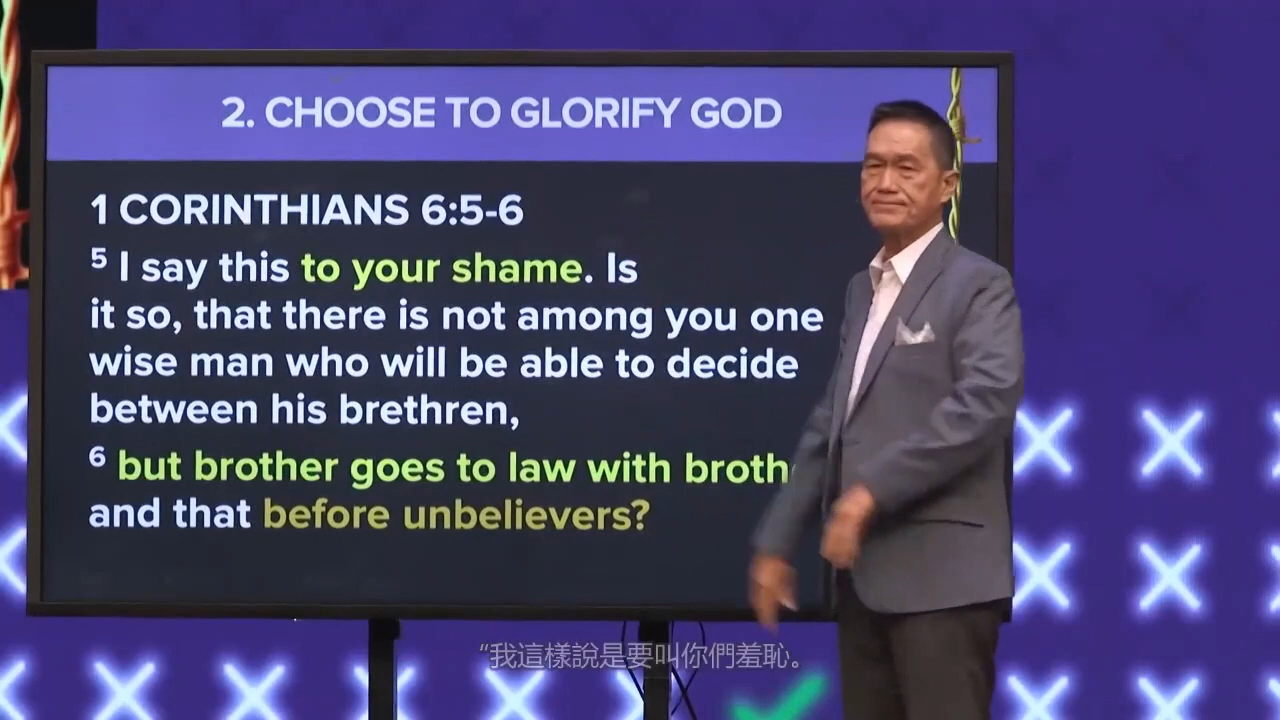 2. CHOOSE TO GLORIFY GOD
1 CORINTHIANS 6:5-6
5 I say this to your shame. Is
it so, that there is not among you one
wise man who will be able to decide
between his brethren,
6 but brother goes to law with broth
and that before unbelievers?
“我這樣說是要叫你們羞恥。